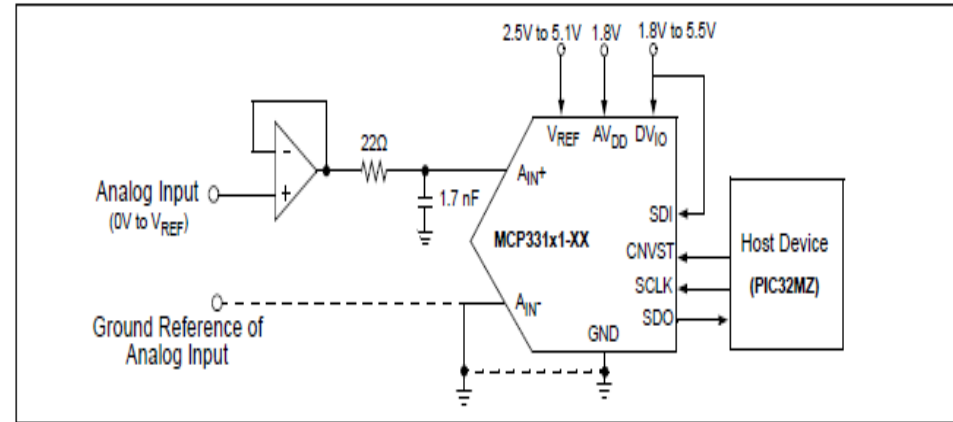 2.5V to 5.1V 1.8V 1.8V to 5.5V
VREF AVDD DVIO
22Ω
-
+
AIN+
1.7 nF
Analog Input
(0V to VREF)
SDI
MCP331x1-XX
CNVST
Host Device
SCLK
(PIC32MZ)
SDO
AIN-
GND
Ground Reference of
Analog Input